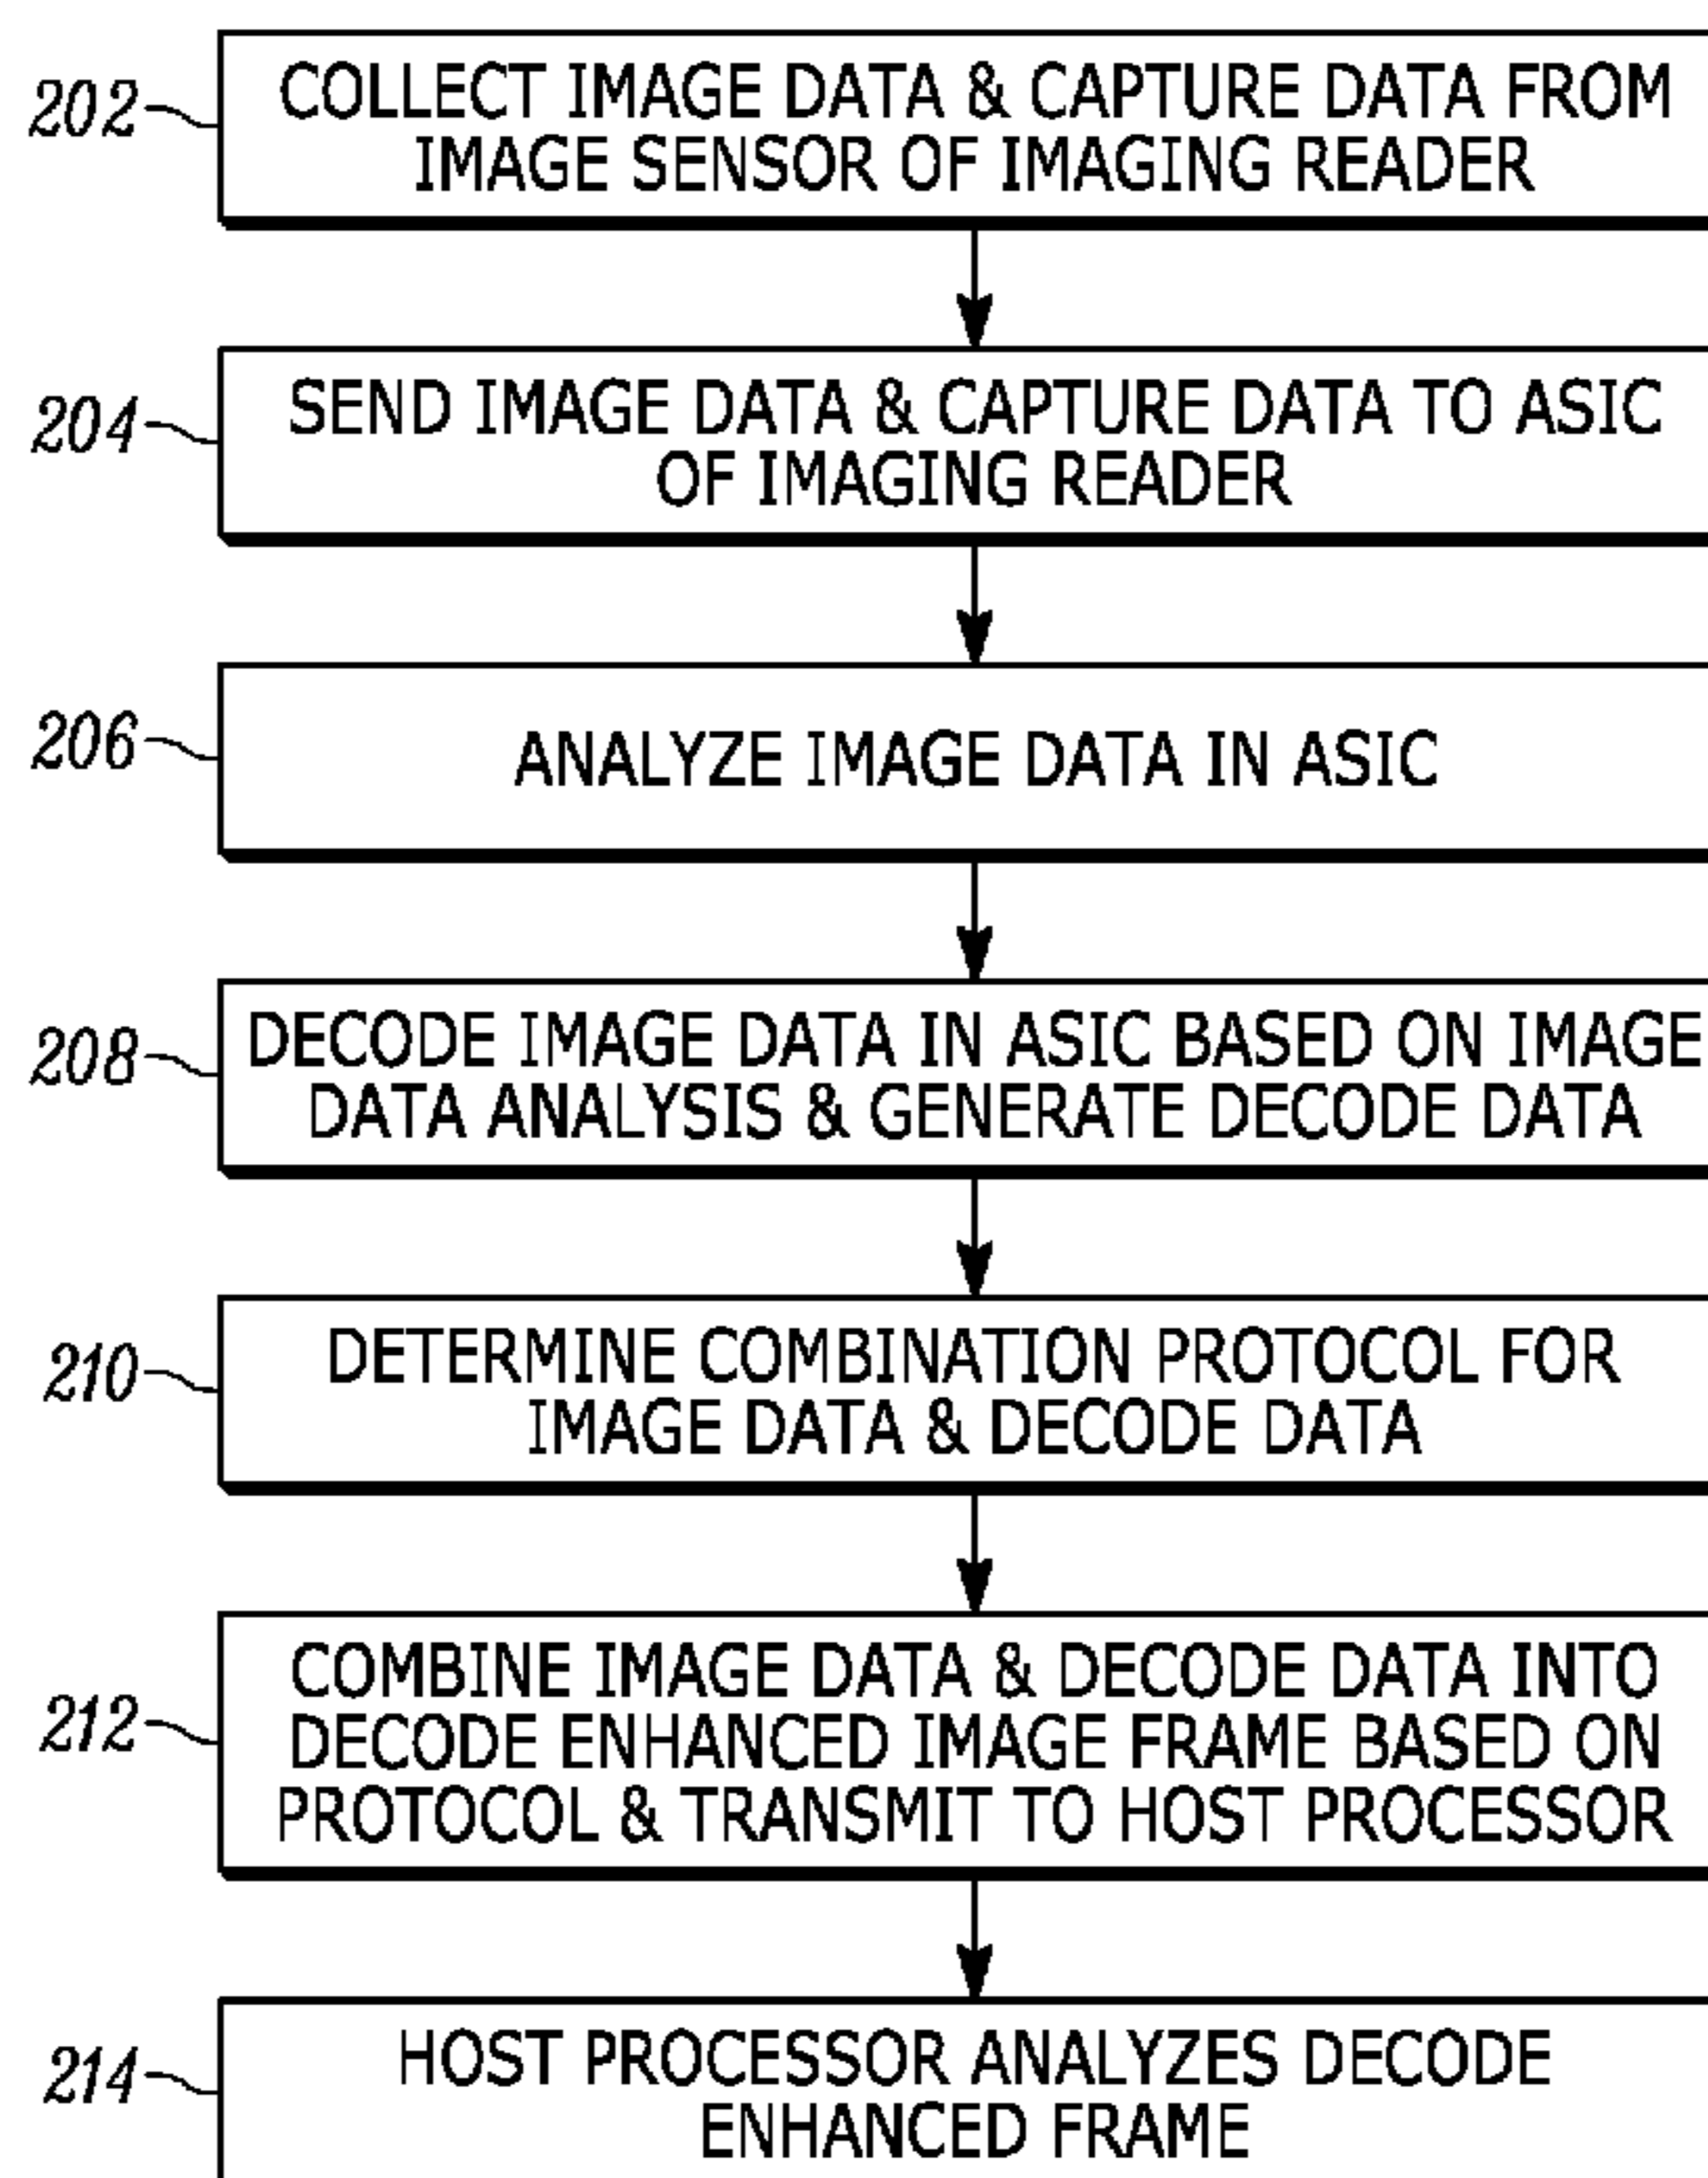 202
COLLECT IMAGE DATA & CAPTURE DATA FROM
IMAGE SENSOR OF IMAGING READER
204
SEND IMAGE DATA & CAPTURE DATA TO ASIC
OF IMAGING READER
206
ANALYZE IMAGE DATA IN ASIC
208
DECODE IMAGE DATA IN ASIC BASED ON IMAGE
DATA ANALYSIS & GENERATE DECODE DATA
210
DETERMINE COMBINATION PROTOCOL FOR
IMAGE DATA & DECODE DATA
212
COMBINE IMAGE DATA & DECODE DATA INTO
DECODE ENHANCED IMAGE FRAME BASED ON
PROTOCOL & TRANSMIT TO HOST PROCESSOR
214
HOST PROCESSOR ANALYZES DECODE
ENHANCED FRAME